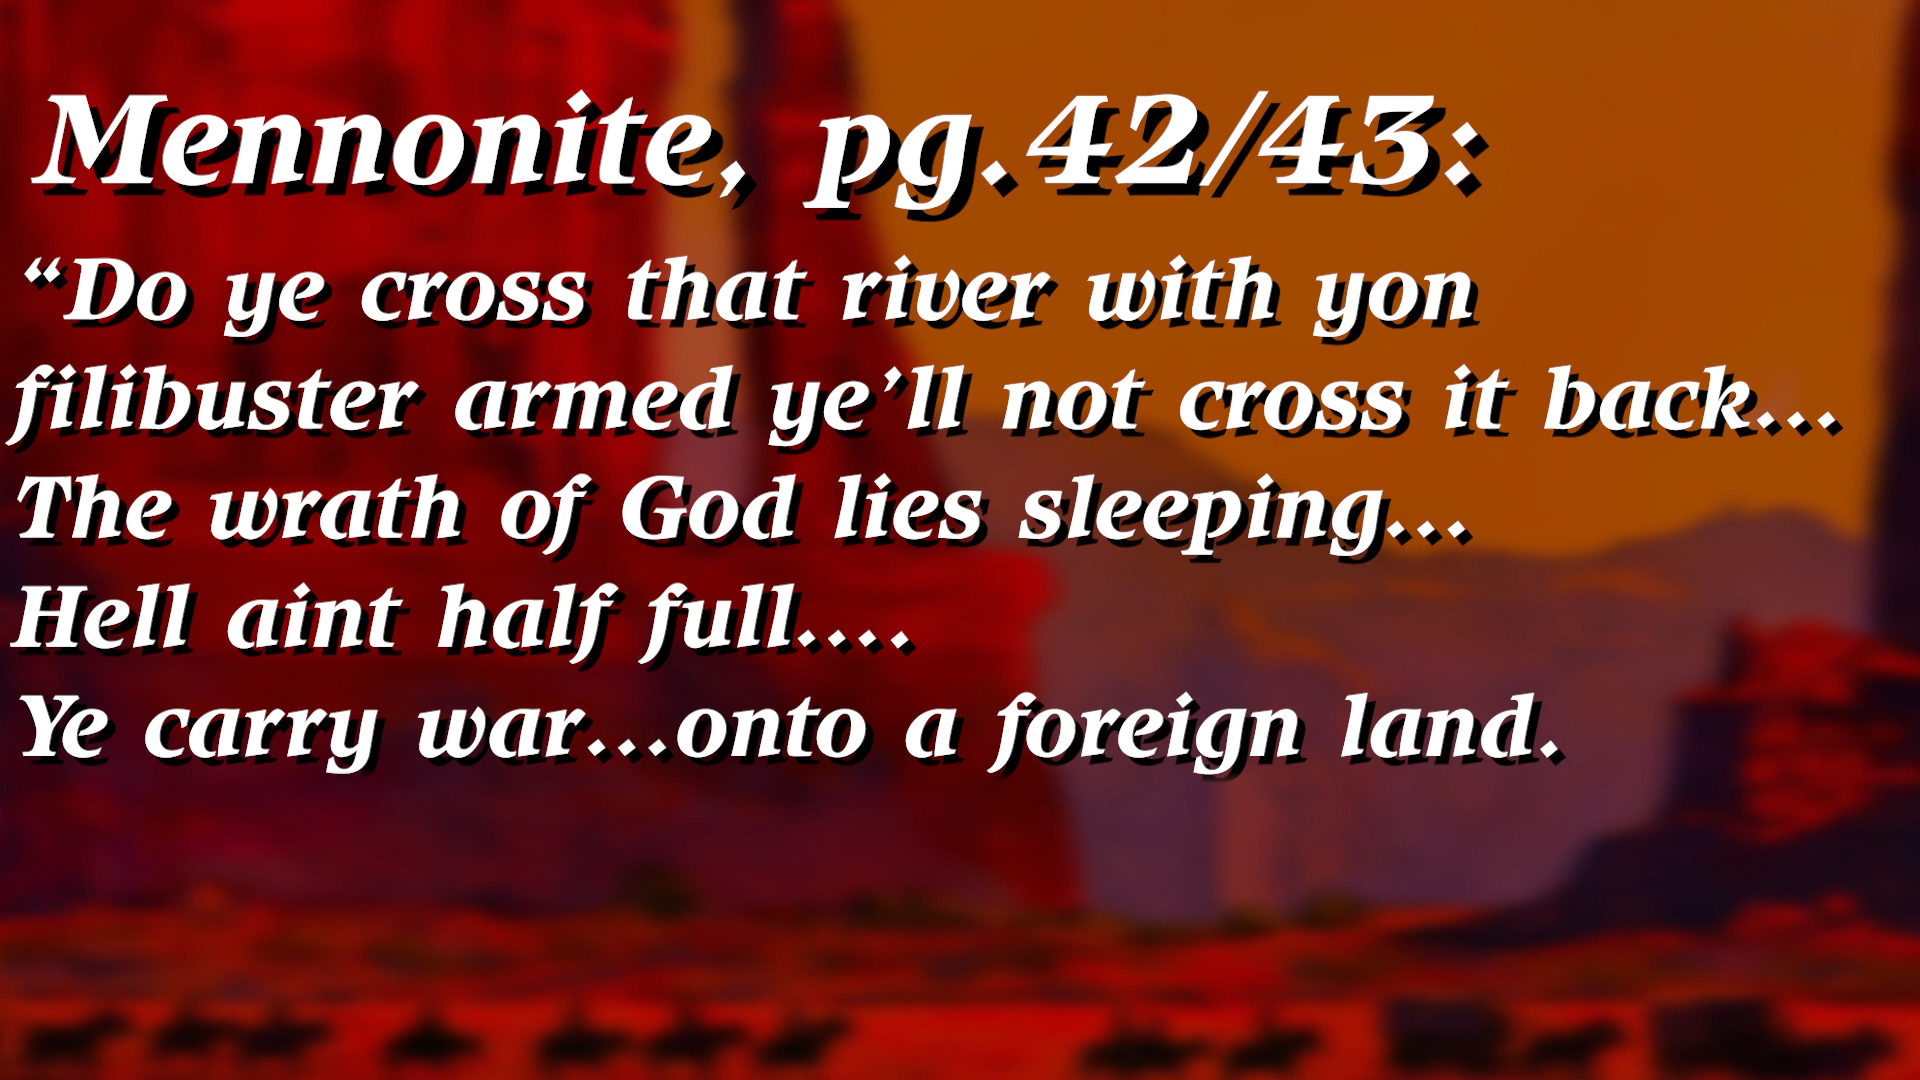 Mennonite, pg.42/43:
“Do ye cross that river with yon
filibuster armed ye’ll not cross it back...
The wrath of God lies sleeping...
Hell aint half full....
Ye carry war...onto a foreign land.